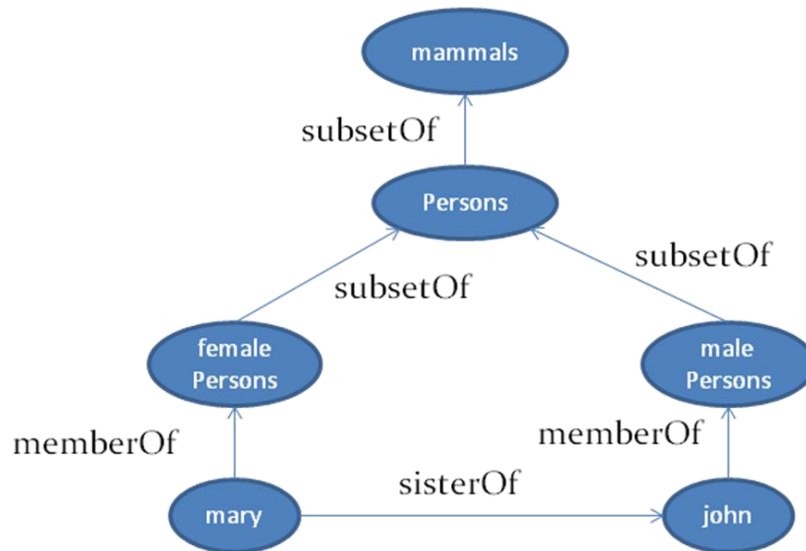 mammals
subsetOf
Persons
subsetOf
subsetOf
female
Persons
male
Persons
memberOf
memberOf
sisterOf
mary
john